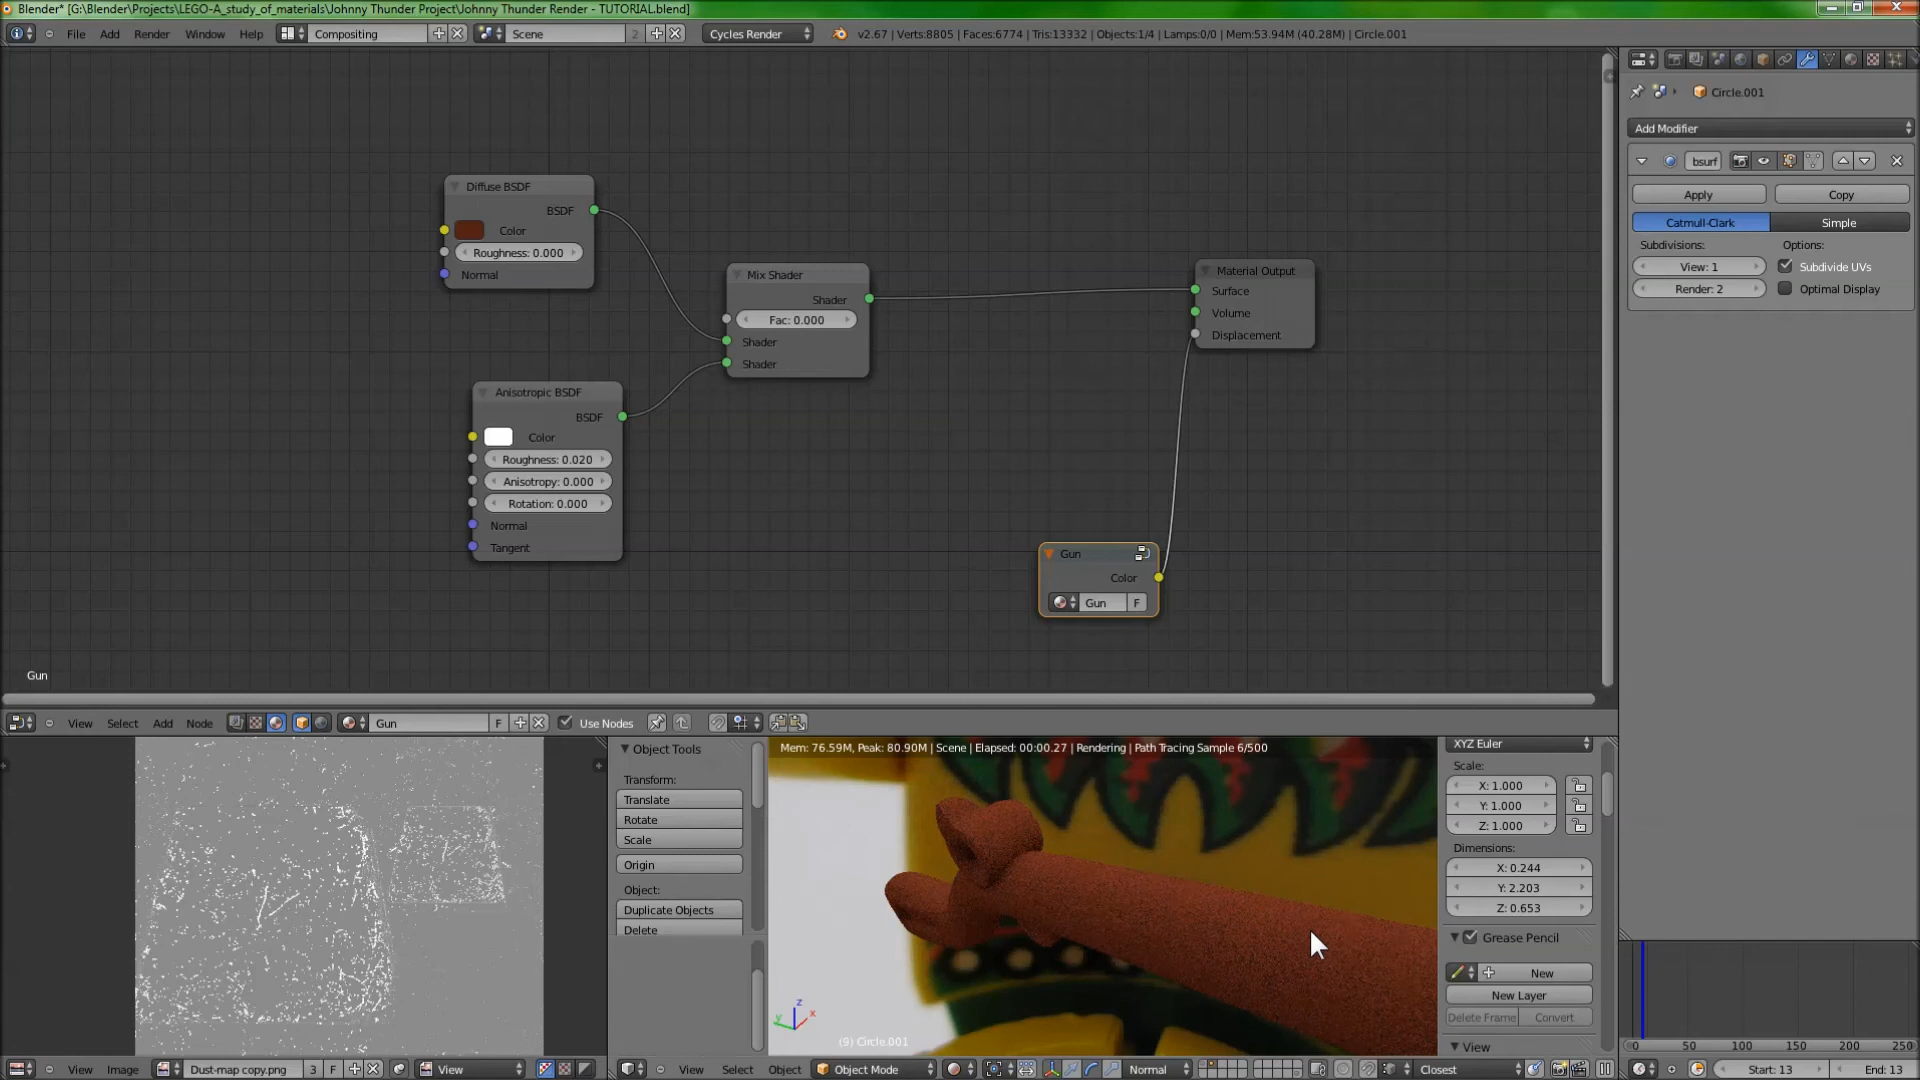 Blender* [G:\Blender\Projects\LEGO-A_study_of_materials\Johnny Thunder Project\Johnny Thunder Render - TUTORIAL.blend]
File Add Render Window Help Compositing Scene 2 Cycles Render v2.67 | Verts:8805 | Faces:6774 | Tris:13332 | Objects:1/4 | Lamps:0/0 | Mem:53.94M (40.28M) | Circle.001
Circle.001
Add Modifier
bsurf
Apply Copy
Catmull-Clark Simple
Subdivisions: Options:
View: 1 Subdivide UVs
Render: 2 Optimal Display
Diffuse BSDF
BSDF
Color
Roughness: 0.000
Normal
Mix Shader
Shader
Fac: 0.000
Shader
Shader
Material Output
Surface
Volume
Displacement
Anisotropic BSDF
BSDF
Color
Roughness: 0.020
Anisotropy: 0.000
Rotation: 0.000
Normal
Tangent
Gun
Color
Gun F
Gun
View Select Add Node Gun F Use Nodes
Object Tools
Transform:
Translate
Rotate
Scale
Origin
Object:
Duplicate Objects
Delete
Mem: 76.59M, Peak: 80.90M | Scene | Elapsed: 00:00.27 | Rendering | Path Tracing Sample 6/500
z
y x
(9) Circle.001
XYZ Euler
Scale:
X: 1.000
Y: 1.000
Z: 1.000
Dimensions:
X: 0.244
Y: 2.203
Z: 0.653
Grease Pencil
New
New Layer
Delete Frame Convert
View
0 50 100 150 200 250
View Image Dust-map copy.png 3 F View
View Select Object Object Mode Normal Closest
Start: 13 End: 13